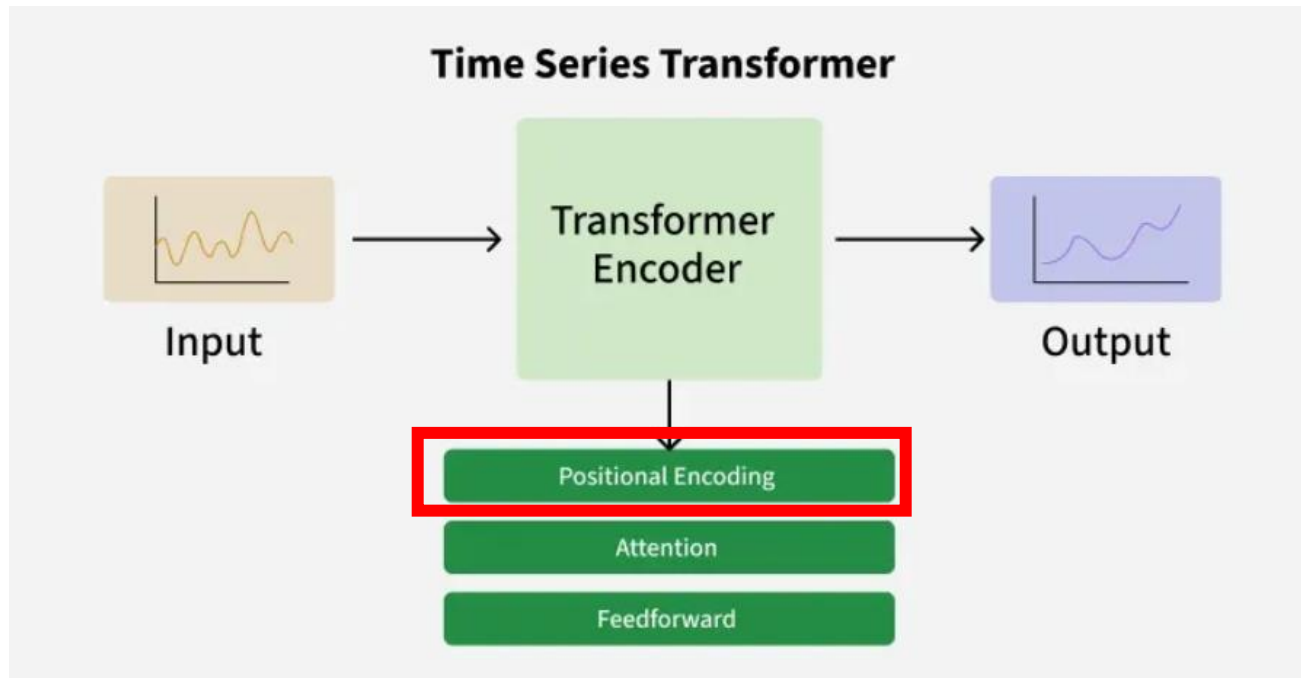 Time Series Transformer
Transformer
Encoder
Input
Output
Positional Encoding
Attention
Feedforward